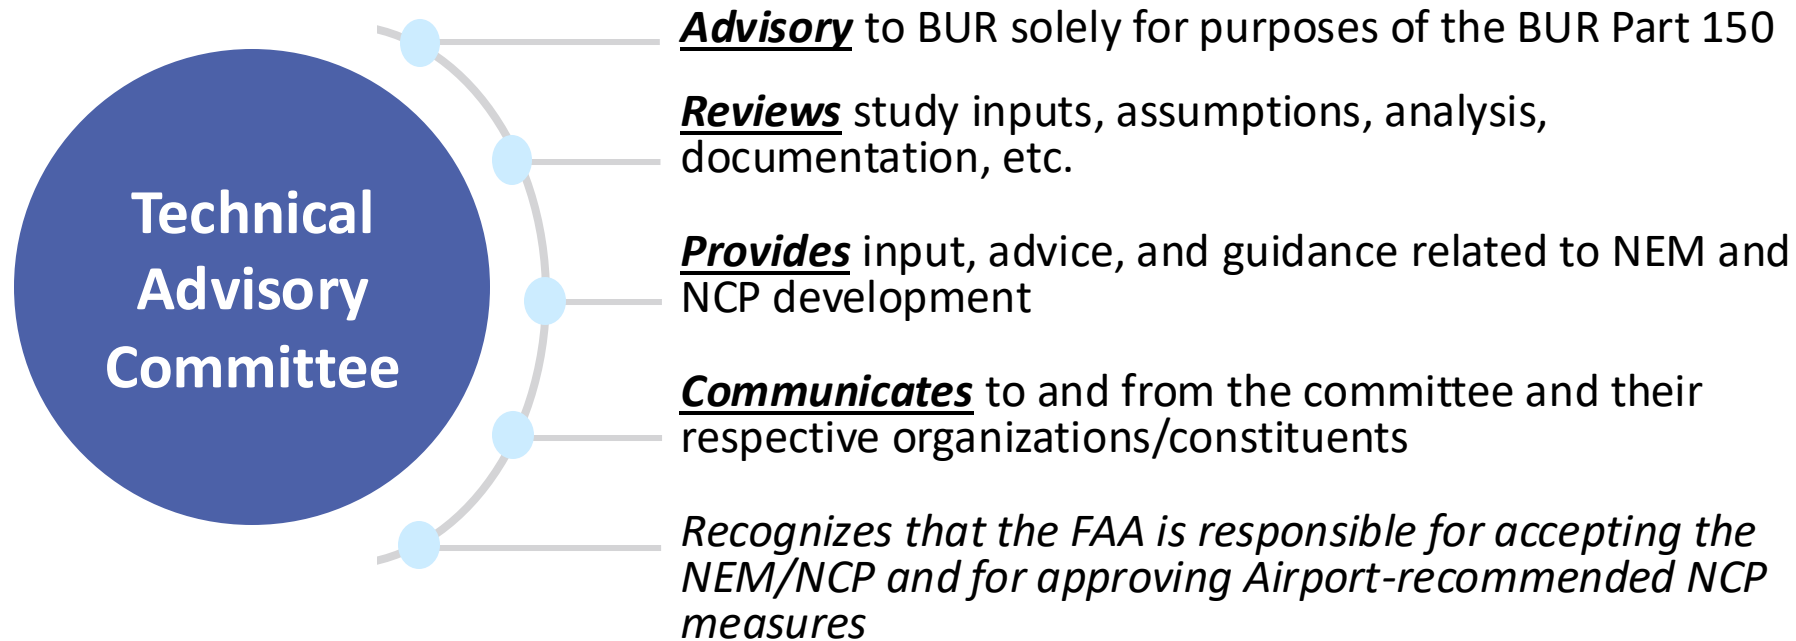 Technical
Advisory
Committee
Advisory to BUR solely for purposes of the BUR Part 150
Reviews study inputs, assumptions, analysis,
documentation, etc.
Provides input, advice, and guidance related to NEM and
NCP development
Communicates to and from the committee and their
respective organizations/constituents
Recognizes that the FAA is responsible for accepting the
NEM/NCP and for approving Airport-recommended NCP
measures